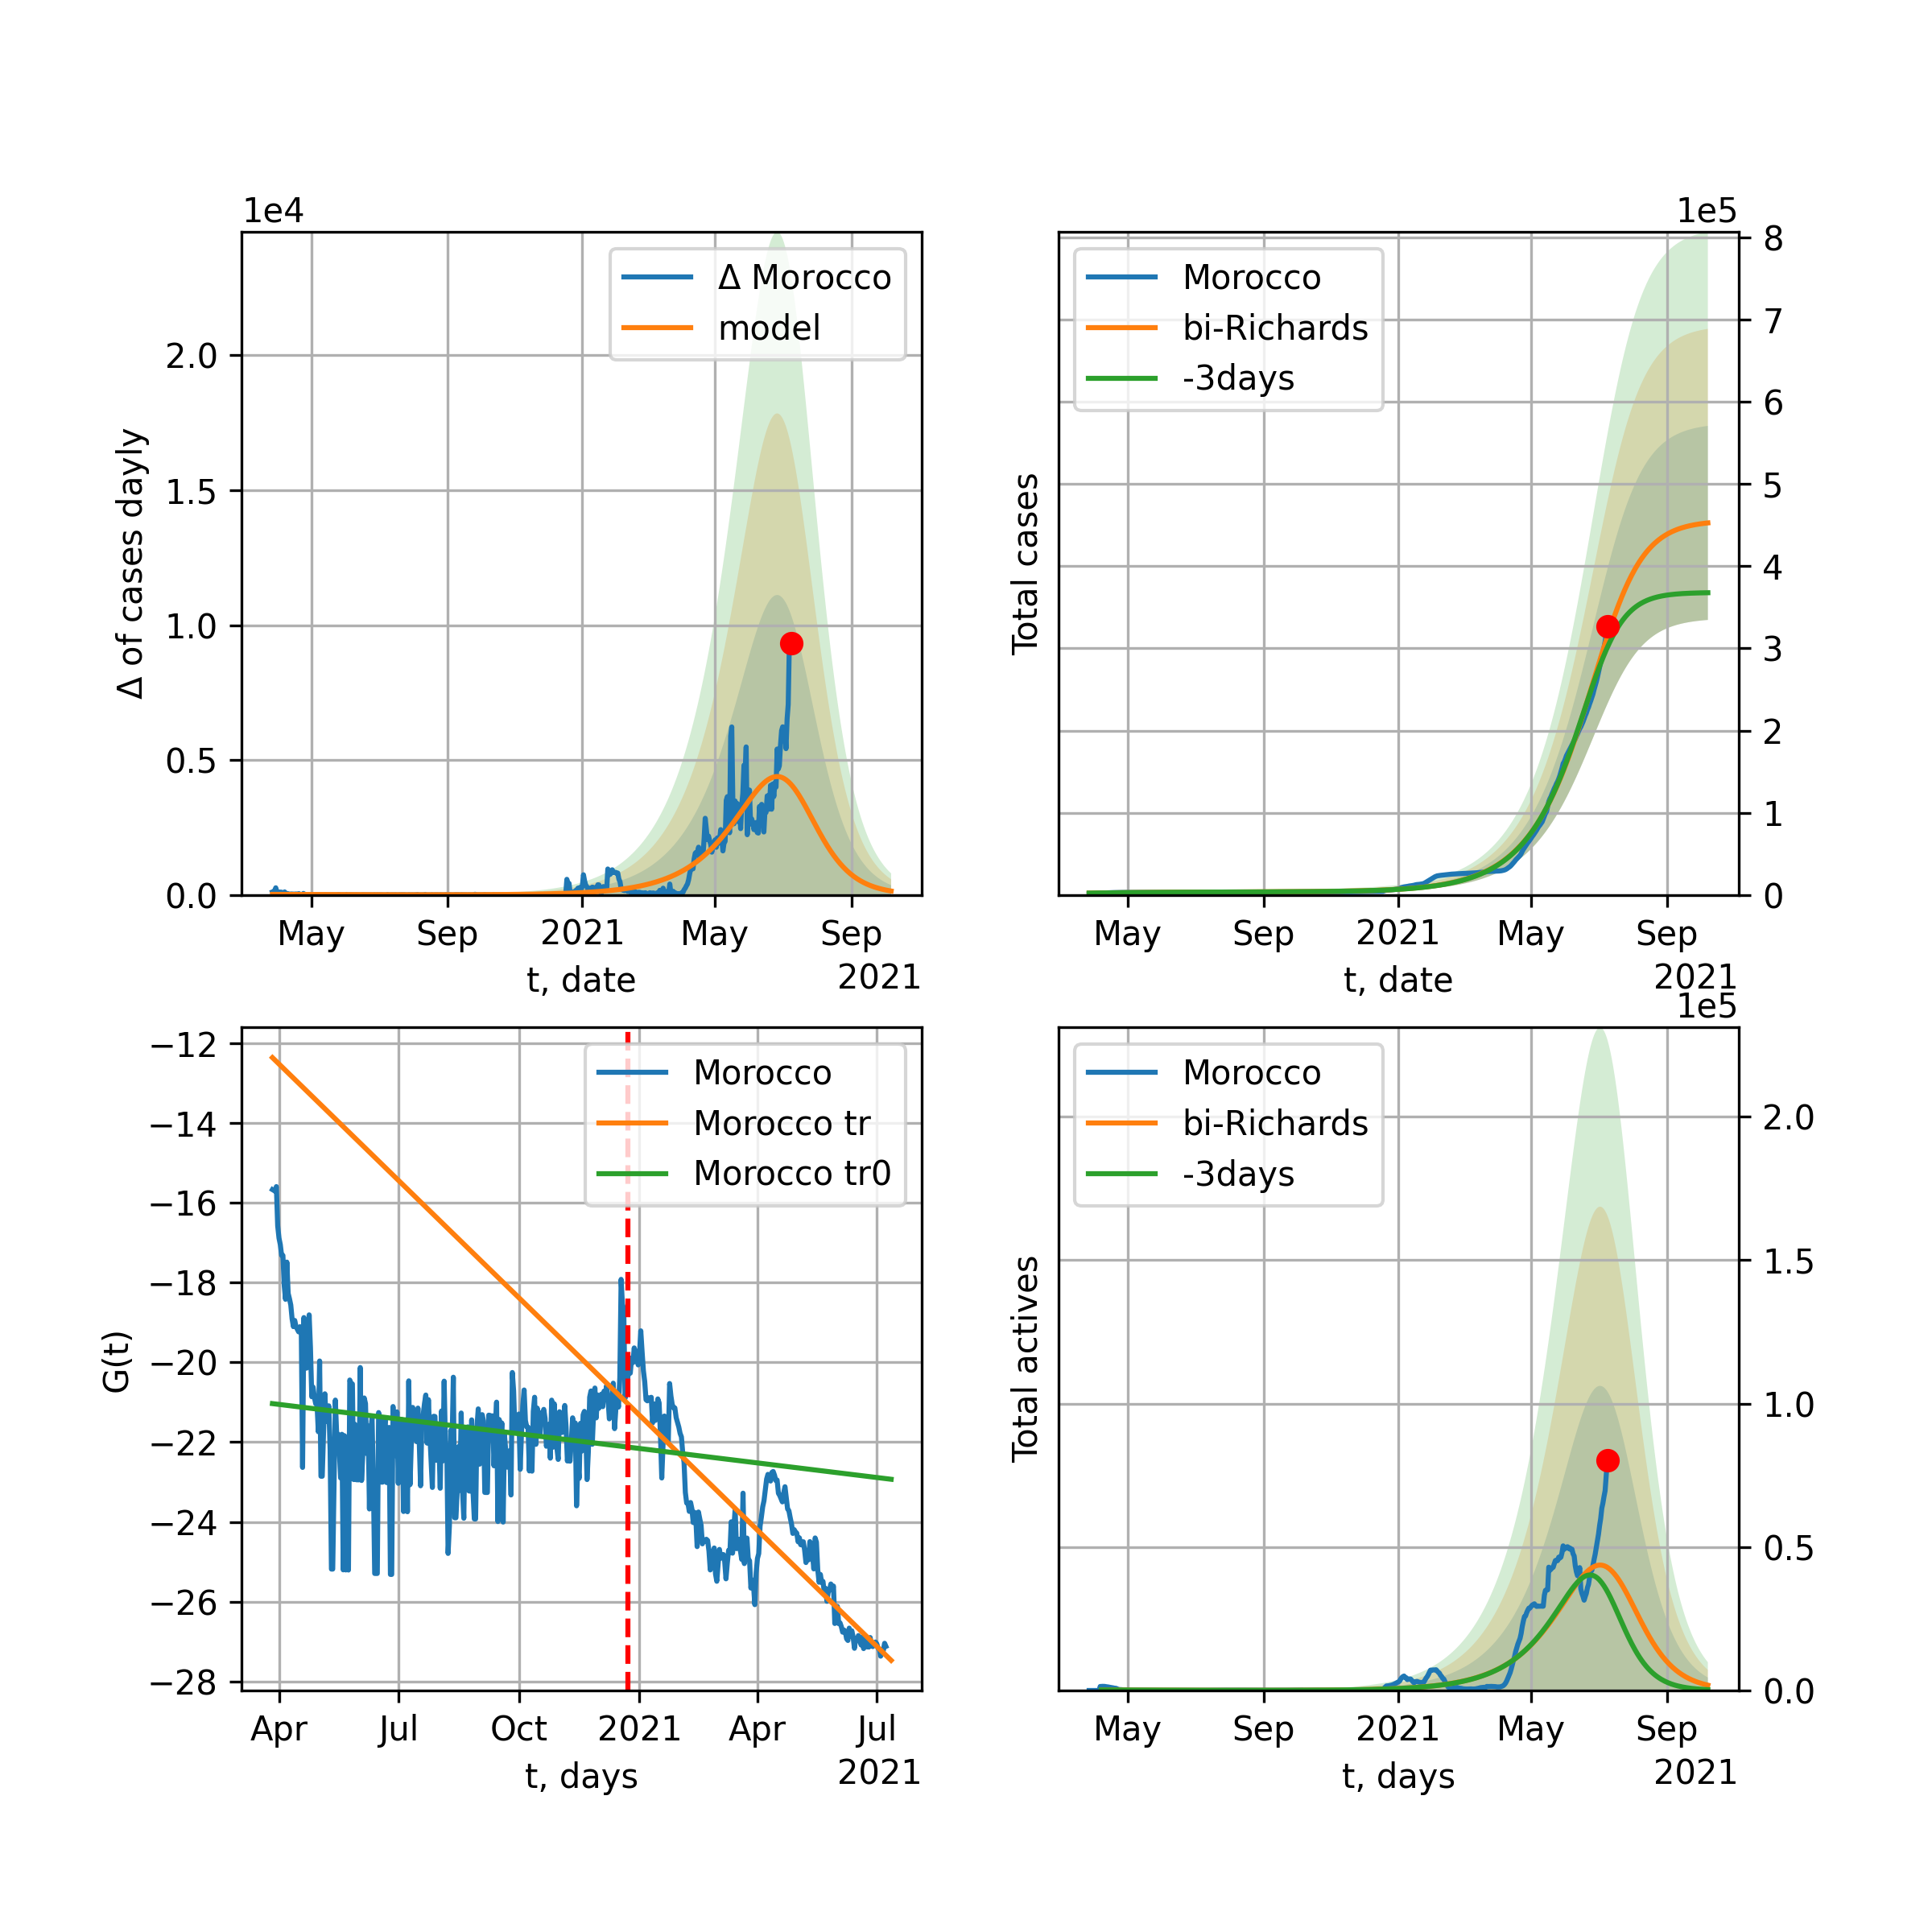 1e4
Δ of cases dayly
2.0
1.5
1.0
0.5
0.0
Δ Morocco
model
May Sep 2021 May Sep
t, date
2021
1e5
Total cases
8
7
6
5
4
3
2
1
0
Morocco
bi-Richards
-3days
May Sep 2021 May Sep
t, date
2021
G(t)
−12
−14
−16
−18
−20
−22
−24
−26
−28
Morocco
Morocco tr
Morocco tr0
Apr Jul Oct 2021 Apr Jul
t, days
2021
1e5
Total actives
2.0
1.5
1.0
0.5
0.0
Morocco
bi-Richards
-3days
May Sep 2021 May Sep
t, days
2021